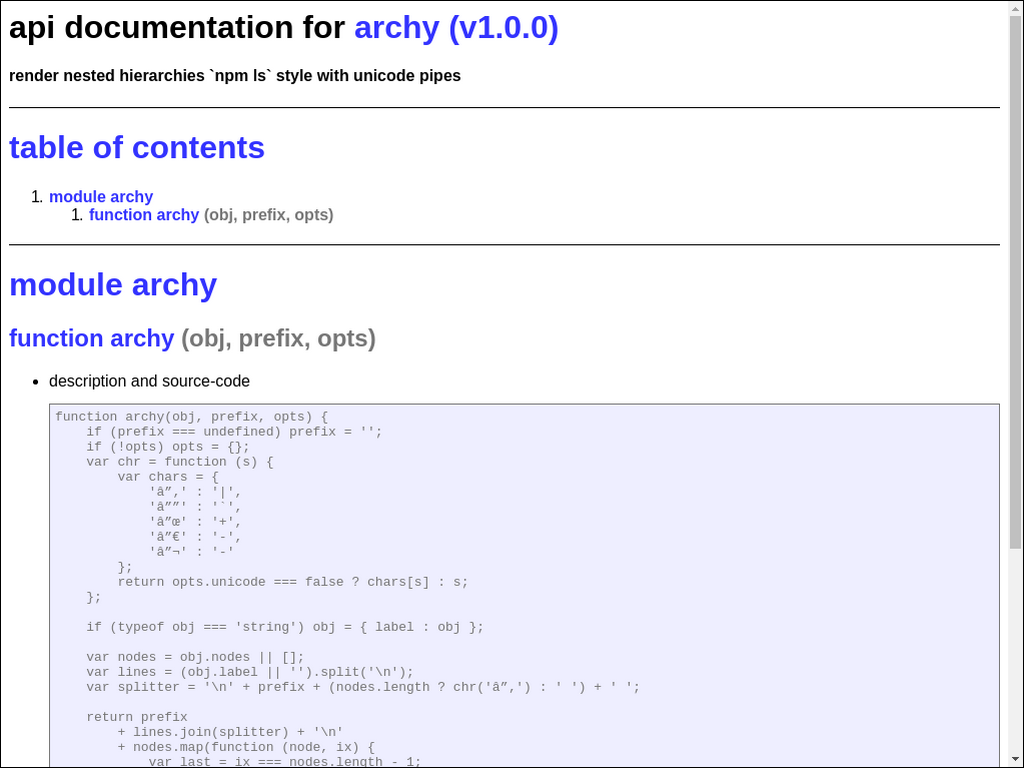 api documentation for archy (v1.0.0)
render nested hierarchies `npm ls` style with unicode pipes
table of contents
1. module archy
1. function archy (obj, prefix, opts)
module archy
function archy (obj, prefix, opts)
• description and source-code
function archy(obj, prefix, opts) {
    if (prefix === undefined) prefix = '';
    if (!opts) opts = {};
    var chr = function (s) {
        var chars = {
            'â”‚' : '|',
            'â””' : '`',
            'â”œ' : '+',
            'â”€' : '-',
            'â”¬' : '-'
        };
        return opts.unicode === false ? chars[s] : s;
    };
    if (typeof obj === 'string') obj = { label : obj };
    var nodes = obj.nodes || [];
    var lines = (obj.label || '').split('\n');
    var splitter = '\n' + prefix + (nodes.length ? chr('â”‚') : ' ') + ' ';
    return prefix
        + lines.join(splitter) + '\n'
        + nodes.map(function (node, ix) {
            var last = ix === nodes.length - 1;